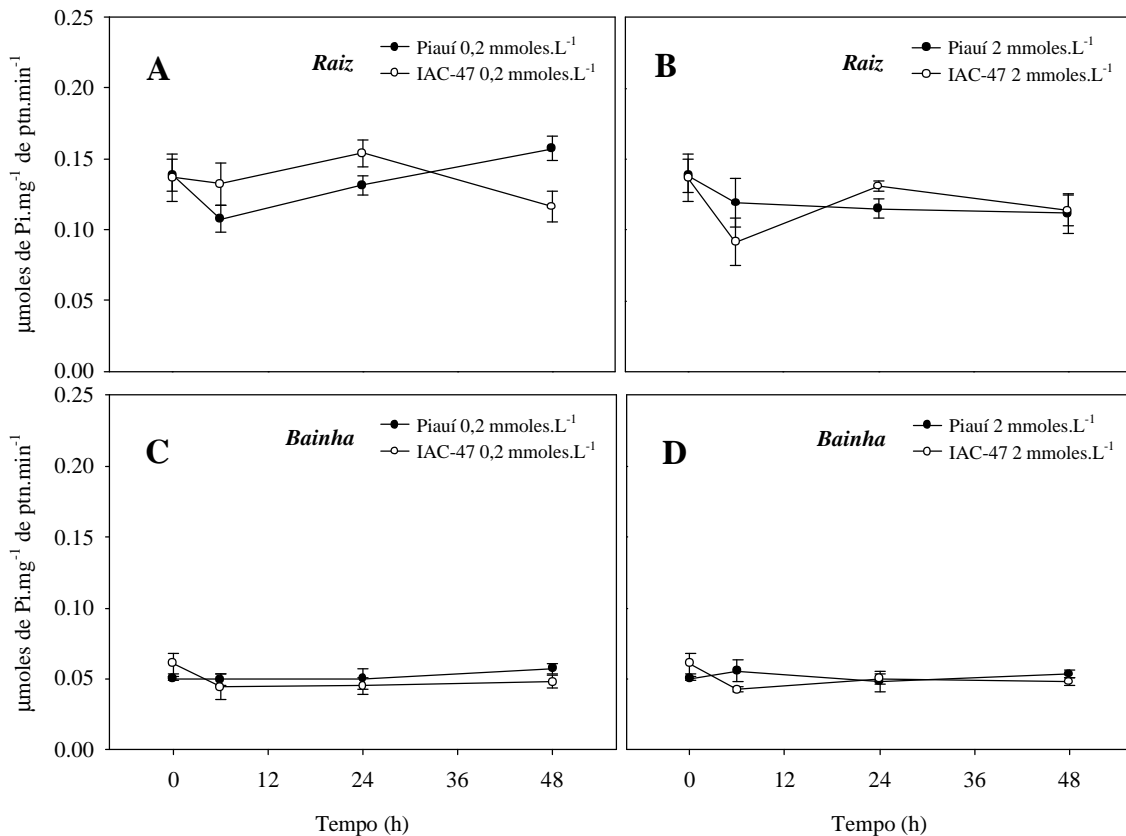 A
Raiz
Piauí 0,2 mmoles.L-1
IAC-47 0,2 mmoles.L-1
B
Raiz
Piauí 2 mmoles.L-1
IAC-47 2 mmoles.L-1
µmoles de Pi.mg-1 de ptn.min-1
0.25
0.20
0.15
0.10
0.05
0.00
C
Bainha
Piauí 0,2 mmoles.L-1
IAC-47 0,2 mmoles.L-1
D
Bainha
Piauí 2 mmoles.L-1
IAC-47 2 mmoles.L-1
µmoles de Pi.mg-1 de ptn.min-1
0.25
0.20
0.15
0.10
0.05
0.00
0 12 24 36 48
0 12 24 36 48
Tempo (h)
Tempo (h)